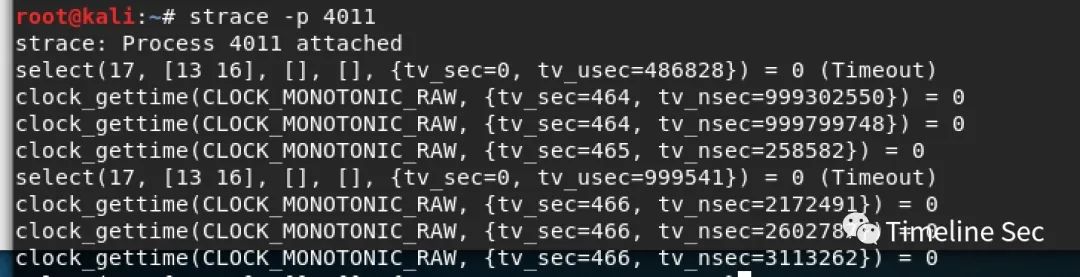 root@kali:~# strace -p 4011
strace: Process 4011 attached
select(17, [13 16], [], [], {tv_sec=0, tv_usec=486828}) = 0 (Timeout)
clock_gettime(CLOCK_MONOTONIC_RAW, {tv_sec=464, tv_nsec=999302550}) = 0
clock_gettime(CLOCK_MONOTONIC_RAW, {tv_sec=464, tv_nsec=999799748}) = 0
clock_gettime(CLOCK_MONOTONIC_RAW, {tv_sec=465, tv_nsec=258582}) = 0
select(17, [13 16], [], [], {tv_sec=0, tv_usec=999541}) = 0 (Timeout)
clock_gettime(CLOCK_MONOTONIC_RAW, {tv_sec=466, tv_nsec=2172491}) = 0
clock_gettime(CLOCK_MONOTONIC_RAW, {tv_sec=466, = 0
Timeline Sec
clock_gettime(CLOCK_MONOTONIC_RAW, {tv_sec=466, tv_nsec=3113262}) = 0